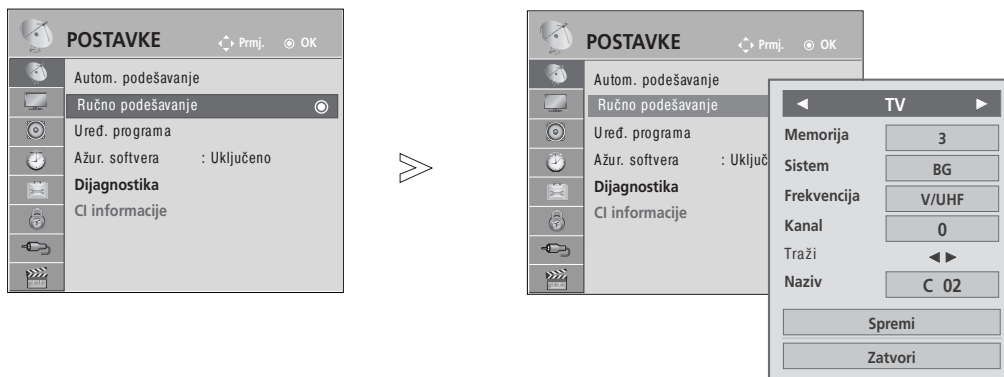 POSTAVKE Prmj. OK
Autom. podešavanje
Ručno podešavanje
Uređ. programa
Ažur. softvera : Uključeno
Dijagnostika
CI informacije
POSTAVKE Prmj. OK
Autom. podešavanje
Ručno podešavanje
Uređ. programa
Ažur. softvera : Uključ
Dijagnostika
CI informacije
◄ TV ►
Memorija 3
Sistem BG
Frekvencija V/UHF
Kanal 0
Traži ◄ ►
Naziv C 02
Spremi
Zatvori